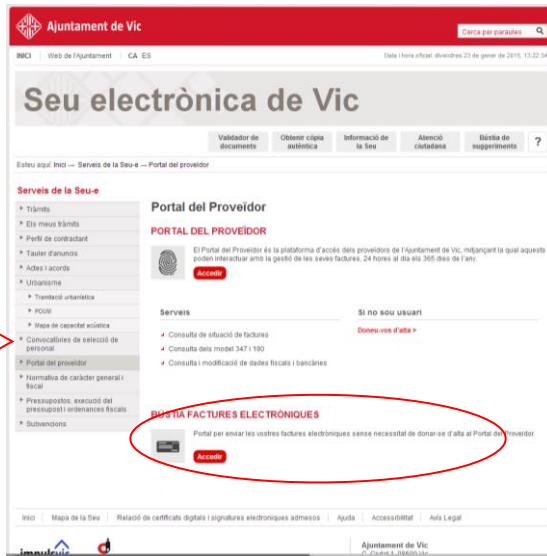 Ajuntament de Vic
Cerca per paraules
INICI Web de l'Ajuntament CA ES
Data i hora oficial: divendres 23 de gener de 2015, 13:22:54
Seu electrònica de Vic
Validador de documents
Obtenir còpia autèntica
Informació de la Seu
Atenció ciutadana
Bústia de suggeriments
?
Esteu aquí: Inici → Serveis de la Seu-e → Portal del proveïdor
Serveis de la Seu-e
Tràmits
Els meus tràmits
Perfil de contractant
Tauler d'anuncis
Actes i acords
Urbanisme
Tramitació urbanística
POUM
Mapa de capacitat acústica
Convocatòries de selecció de
personal
Portal del proveïdor
Normativa de caràcter general i
fiscal
Pressupostos, execució del
pressupost i ordenances fiscals
Subvencions
Portal del Proveïdor
PORTAL DEL PROVEÏDOR
El Portal del Proveïdor és la plataforma d'accés dels proveïdors de l'Ajuntament de Vic, mitjançant la qual aquests
poden interactuar amb la gestió de les seves factures, 24 hores al dia els 365 dies de l'any.
Accedir
Serveis
Consulta de situació de factures
Consulta dels model 347 i 190
Consulta i modificació de dades fiscals i bancàries
Si no sou usuari
Doneu-vos d'alta >
BÚSTIA FACTURES ELECTRÒNIQUES
Portal per enviar les vostres factures electròniques sense necessitat de donar-se d'alta al Portal del Proveïdor.
Accedir
Inici Mapa de la Seu Relació de certificats digitals i signatures electròniques admesos Ajuda Accessibilitat Avís Legal
impulsvic
Ajuntament de Vic
C. Ciutat 1, 08500 Vic